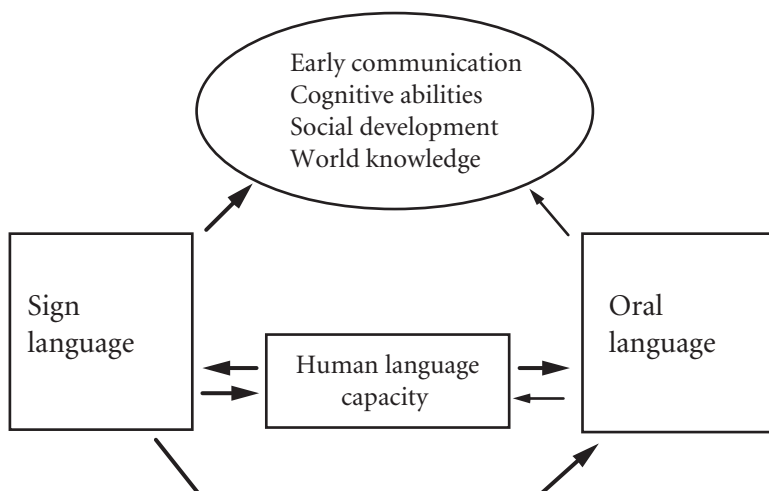 Early communication
Cognitive abilities
Social development
World knowledge
Sign
language
Human language
capacity
Oral
language